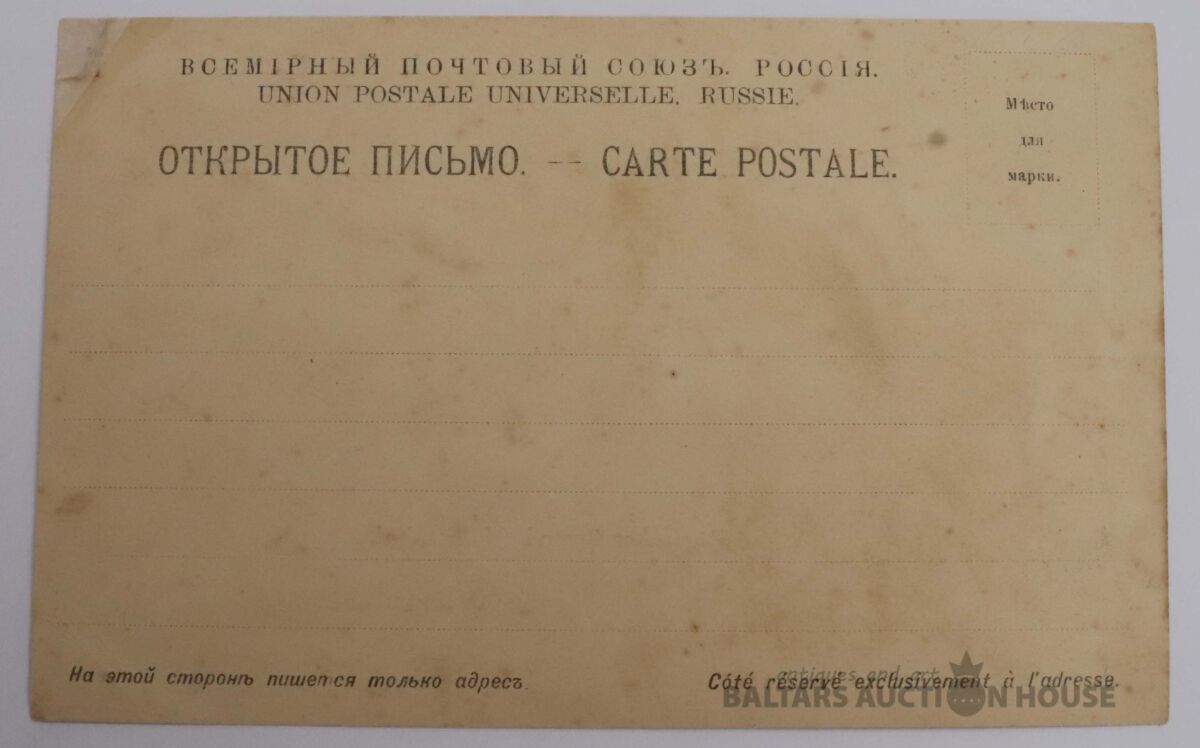 ВСЕМІРНЫЙ ПОЧТОВЫЙ СОЮЗЪ. РОССІЯ.
UNION POSTALE UNIVERSELLE. RUSSIE.
ОТКРЫТОЕ ПИСЬМО. -- CARTE POSTALE.
Мѣсто
для
марки.
На этой сторонѣ пишется только адресъ.
Côté réservé exclusivement à l'adresse.
antiques and art
BALTARS AUCTION HOUSE